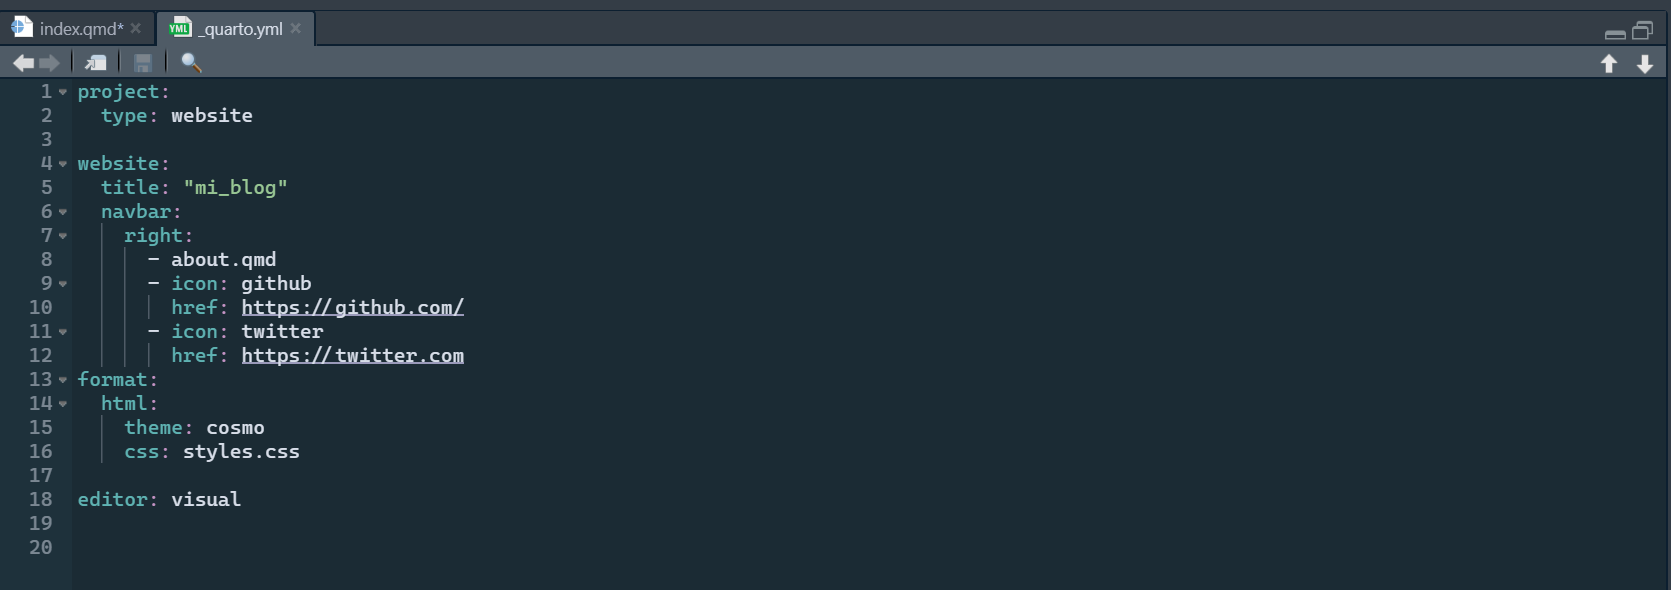 index.qmd*
YML _quarto.yml
1 project:
2   type: website
3
4 website:
5   title: "mi_blog"
6   navbar:
7     right:
8       - about.qmd
9       - icon: github
10         href: https://github.com/
11       - icon: twitter
12         href: https://twitter.com
13 format:
14   html:
15     theme: cosmo
16     css: styles.css
17
18 editor: visual
19
20